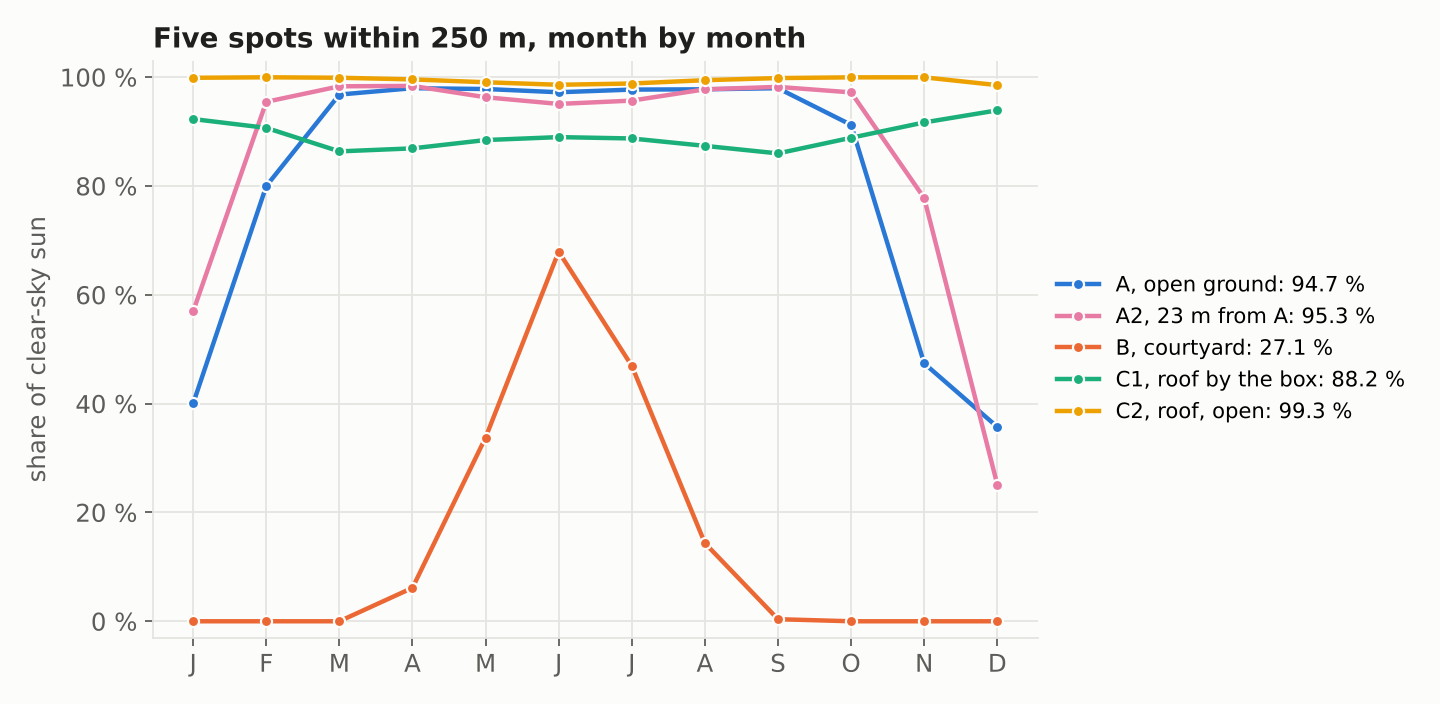 Five spots within 250 m, month by month
100 %
80 %
60 %
40 %
20 %
0 %
share of clear-sky sun
J F M A M J J A S O N D
A, open ground: 94.7 %
A2, 23 m from A: 95.3 %
B, courtyard: 27.1 %
C1, roof by the box: 88.2 %
C2, roof, open: 99.3 %